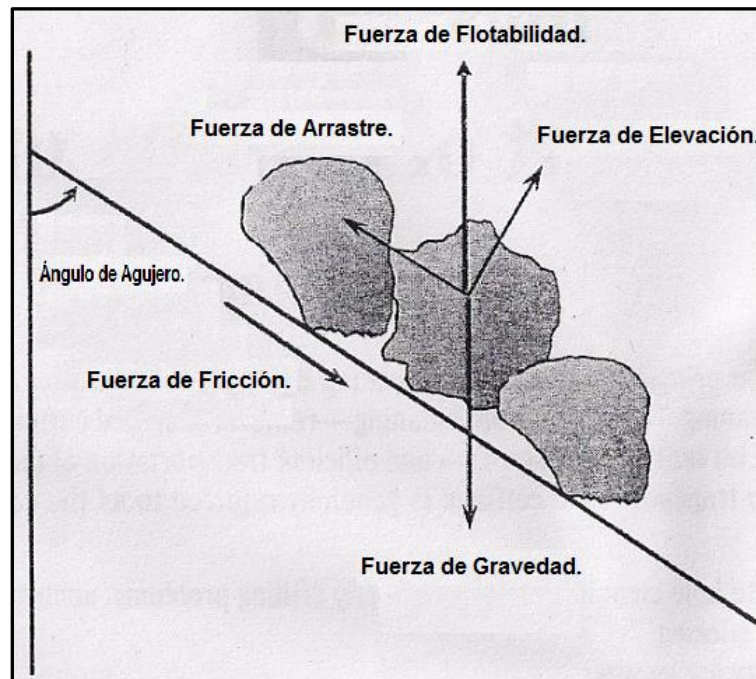 Fuerza de Flotabilidad.
Fuerza de Arrastre.
Fuerza de Elevación.
Ángulo de Agujero.
Fuerza de Fricción.
Fuerza de Gravedad.